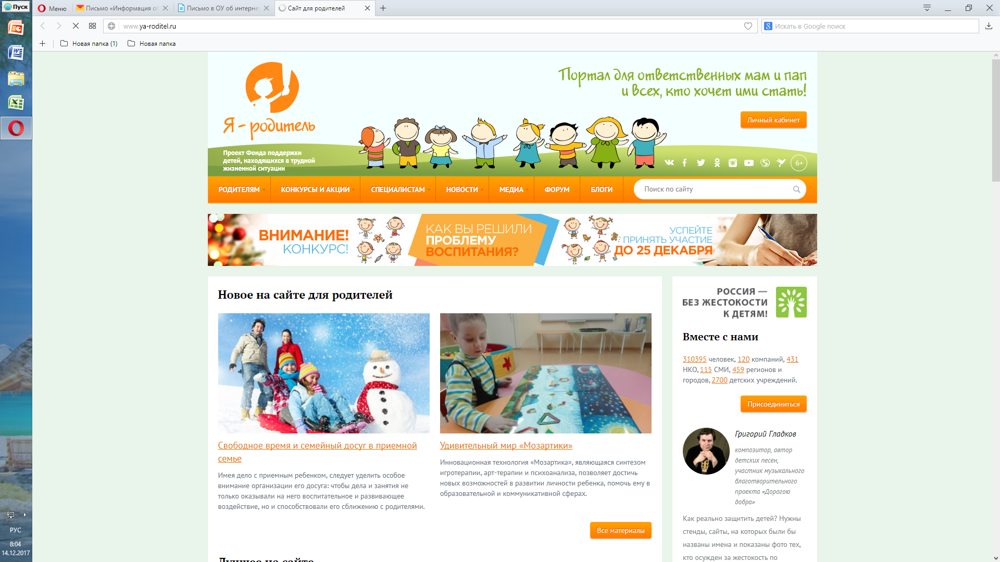 Пуск
Меню
Письмо «Информация об
Письмо в ОУ об интерне
Сайт для родителей
www.ya-roditel.ru
Искать в Google поиск
Новая папка (1)
Новая папка
Портал для ответственных мам и пап
и всех, кто хочет ими стать!
Личный кабинет
Я - родитель
Проект Фонда поддержки
детей, находящихся в трудной
жизненной ситуации
6+
РОДИТЕЛЯМ
КОНКУРСЫ И АКЦИИ
СПЕЦИАЛИСТАМ
НОВОСТИ
МЕДИА
ФОРУМ
БЛОГИ
Поиск по сайту
ВНИМАНИЕ!
КОНКУРС!
КАК ВЫ РЕШИЛИ
ПРОБЛЕМУ
ВОСПИТАНИЯ?
УСПЕЙТЕ
ПРИНЯТЬ УЧАСТИЕ
ДО 25 ДЕКАБРЯ
Новое на сайте для родителей
Свободное время и семейный досуг в приемной
семье
Имея дело с приемным ребенком, следует уделить особое
внимание организации его досуга: чтобы дела и занятия не
только оказывали на него воспитательное и развивающее
воздействие, но и способствовали его сближению с родителями.
Удивительный мир «Мозартики»
Инновационная технология «Мозартика», являющаяся синтезом
игротерапии, арт-терапии и психоанализа, позволяет достичь
новых возможностей в развитии личности ребенка, помочь ему в
образовательной и коммуникативной сферах.
Все материалы
Лучшее на сайте
РОССИЯ —
БЕЗ ЖЕСТОКОСТИ
К ДЕТЯМ!
Вместе с нами
310395 человек, 120 компаний, 431
НКО, 115 СМИ, 459 регионов и
городов, 2700 детских учреждений.
Присоединиться
Григорий Гладков
композитор, автор
детских песен,
участник музыкального
благотворительного
проекта «Дорогою
добра»
Как реально защитить детей? Нужны
стенды, сайты, на которых были бы
названы имена и показаны фото тех,
кто осужден за жестокость по
РУС
8:04
14.12.2017